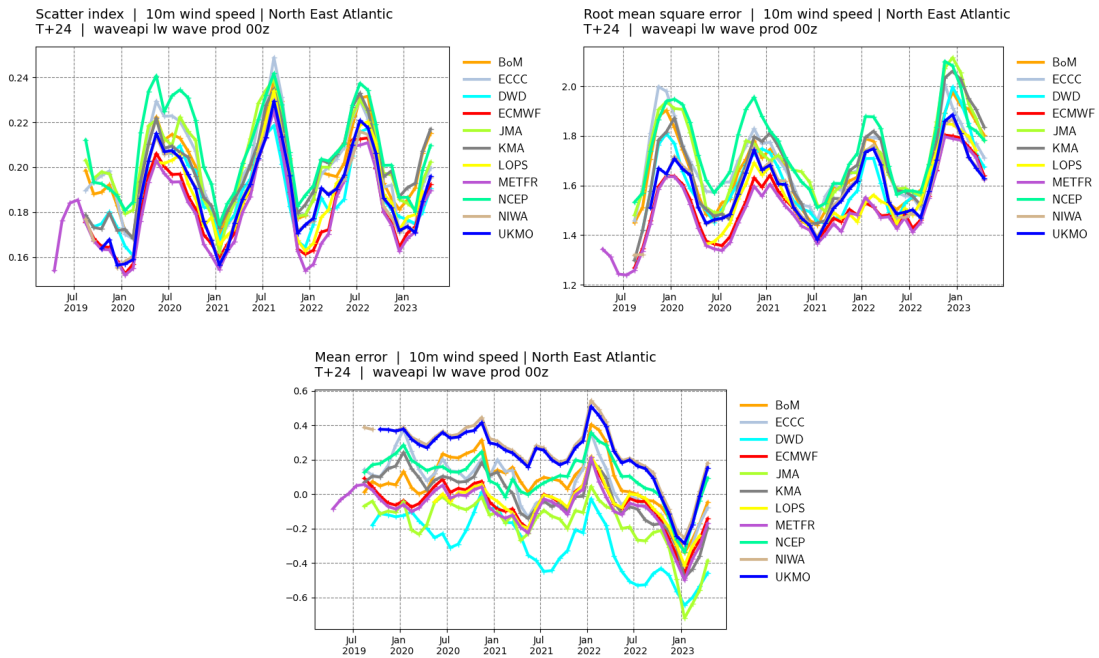 Scatter index | 10m wind speed | North East Atlantic
T+24 | waveapi lw wave prod 00z
0.24
0.22
0.20
0.18
0.16
Jul 2019
Jan 2020
Jul 2020
Jan 2021
Jul 2021
Jan 2022
Jul 2022
Jan 2023
BoM
ECCC
DWD
ECMWF
JMA
KMA
LOPS
METFR
NCEP
NIWA
UKMO
Root mean square error | 10m wind speed | North East Atlantic
T+24 | waveapi lw wave prod 00z
2.0
1.8
1.6
1.4
1.2
Jul 2019
Jan 2020
Jul 2020
Jan 2021
Jul 2021
Jan 2022
Jul 2022
Jan 2023
BoM
ECCC
DWD
ECMWF
JMA
KMA
LOPS
METFR
NCEP
NIWA
UKMO
Mean error | 10m wind speed | North East Atlantic
T+24 | waveapi lw wave prod 00z
0.6
0.4
0.2
0.0
−0.2
−0.4
−0.6
Jul 2019
Jan 2020
Jul 2020
Jan 2021
Jul 2021
Jan 2022
Jul 2022
Jan 2023
BoM
ECCC
DWD
ECMWF
JMA
KMA
LOPS
METFR
NCEP
NIWA
UKMO